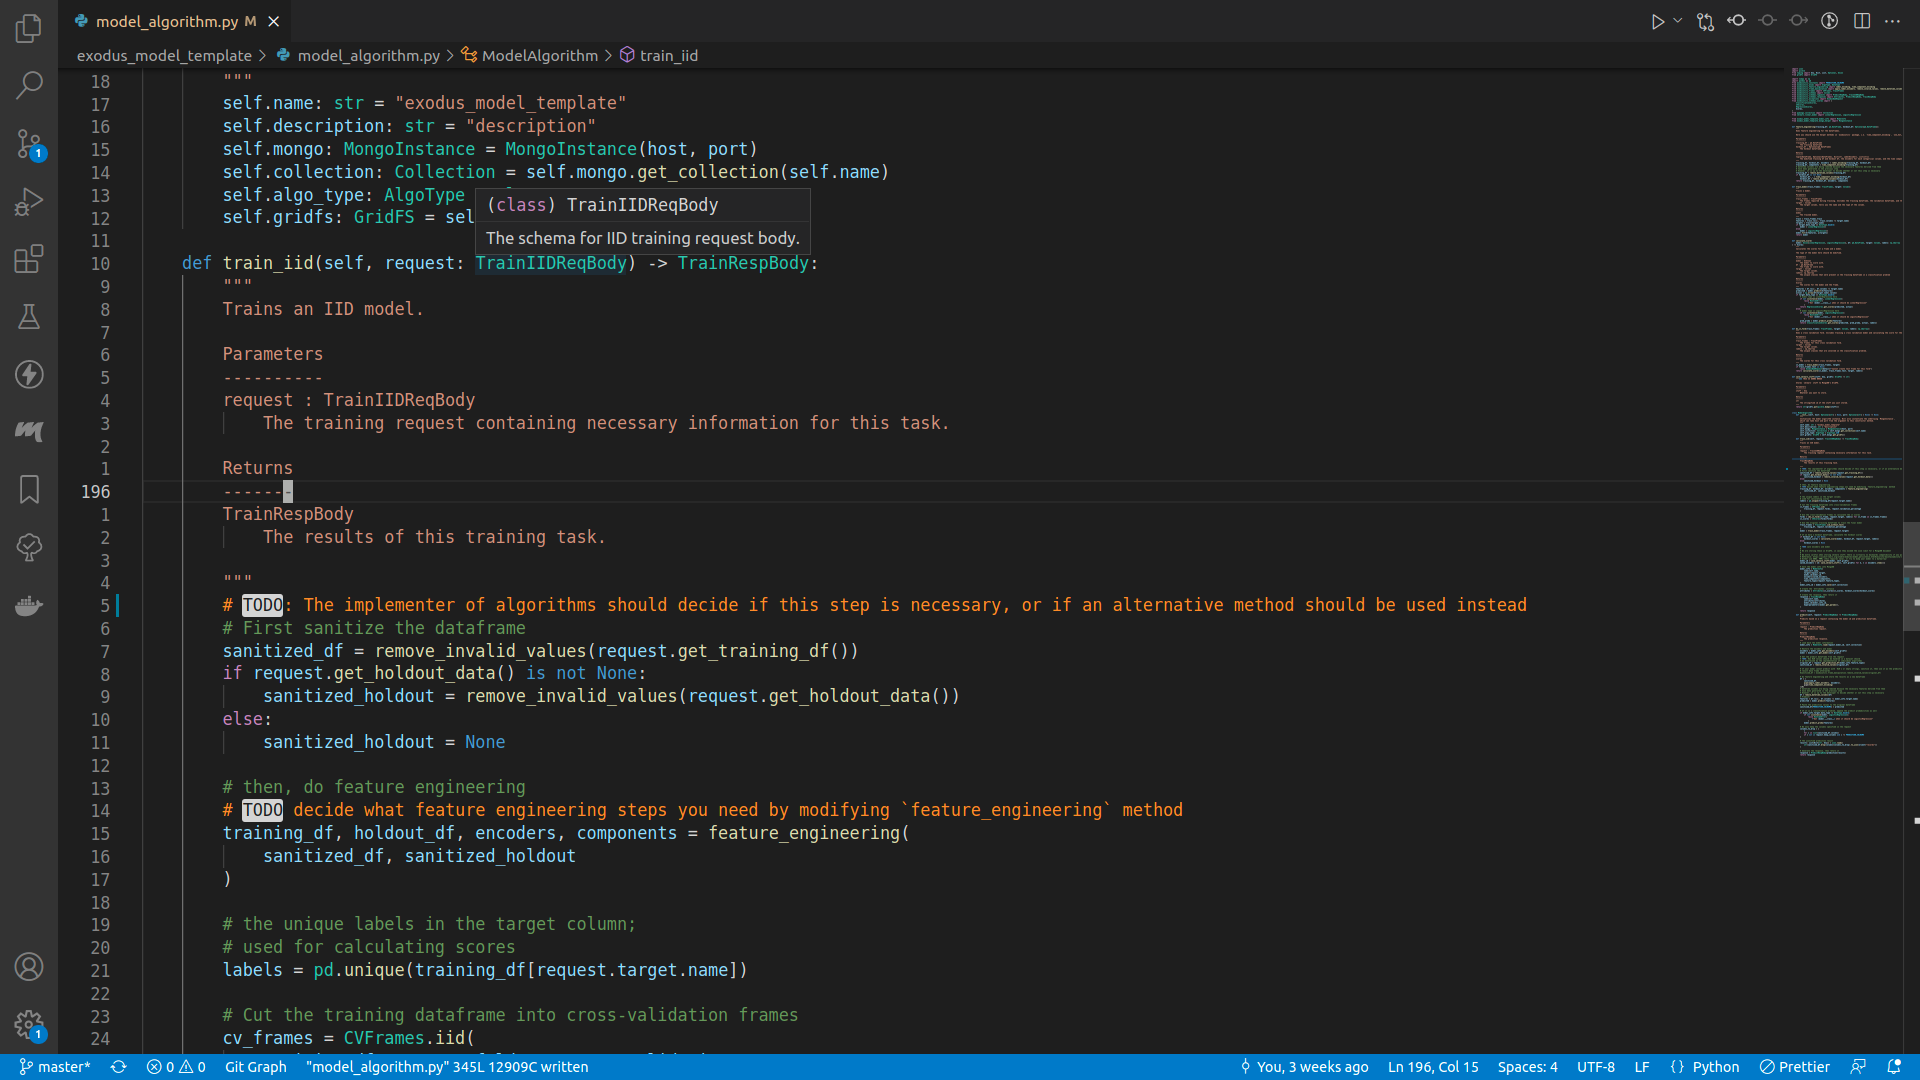 model_algorithm.py M
exodus_model_template > model_algorithm.py > ModelAlgorithm > train_iid
18 """
17 self.name: str = "exodus_model_template"
16 self.description: str = "description"
15 self.mongo: MongoInstance = MongoInstance(host, port)
14 self.collection: Collection = self.mongo.get_collection(self.name)
13 self.algo_type: AlgoType
12 self.gridfs: GridFS = sel
(class) TrainIIDReqBody
The schema for IID training request body.
11
10 def train_iid(self, request: TrainIIDReqBody) -> TrainRespBody:
9 """
8 Trains an IID model.
7
6 Parameters
5 ----------
4 request : TrainIIDReqBody
3 The training request containing necessary information for this task.
2
1 Returns
196 -------
1 TrainRespBody
2 The results of this training task.
3
4 """
5 # TODO: The implementer of algorithms should decide if this step is necessary, or if an alternative method should be used instead
6 # First sanitize the dataframe
7 sanitized_df = remove_invalid_values(request.get_training_df())
8 if request.get_holdout_data() is not None:
9 sanitized_holdout = remove_invalid_values(request.get_holdout_data())
10 else:
11 sanitized_holdout = None
12
13 # then, do feature engineering
14 # TODO decide what feature engineering steps you need by modifying `feature_engineering` method
15 training_df, holdout_df, encoders, components = feature_engineering(
16 sanitized_df, sanitized_holdout
17 )
18
19 # the unique labels in the target column;
20 # used for calculating scores
21 labels = pd.unique(training_df[request.target.name])
22
23 # Cut the training dataframe into cross-validation frames
24 cv_frames = CVFrames.iid(
1
1
master* 0 0 Git Graph "model_algorithm.py" 345L 12909C written You, 3 weeks ago Ln 196, Col 15 Spaces: 4 UTF-8 LF {} Python Prettier